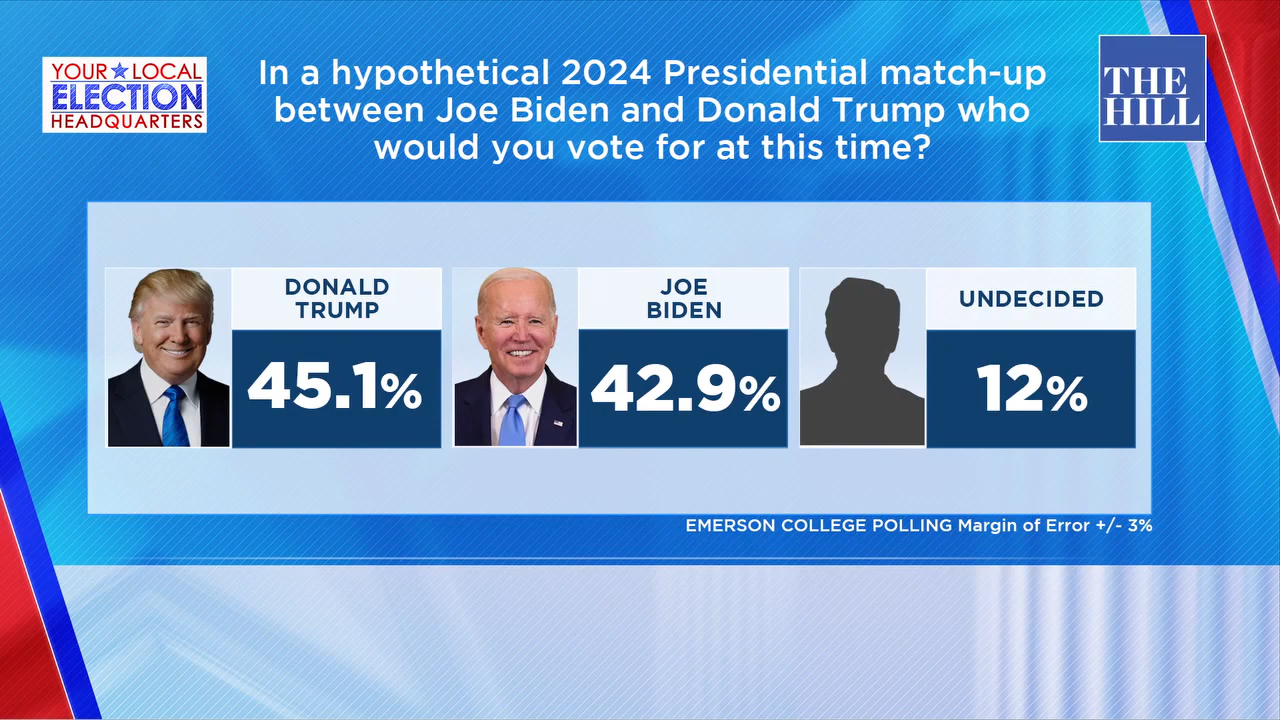 YOUR LOCAL
ELECTION
HEADQUARTERS
In a hypothetical 2024 Presidential match-up
between Joe Biden and Donald Trump who
would you vote for at this time?
THE
HILL
DONALD
TRUMP
45.1%
JOE
BIDEN
42.9%
UNDECIDED
12%
EMERSON COLLEGE POLLING Margin of Error +/- 3%